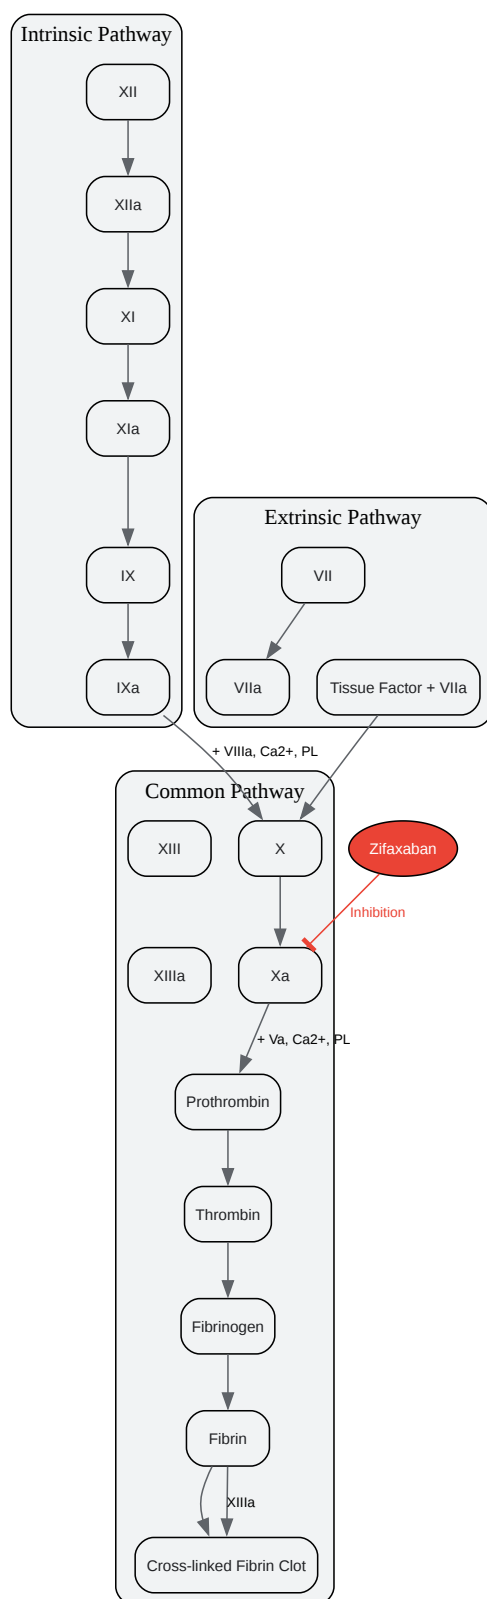 Intrinsic Pathway
XII
XIIa
XI
XIa
Extrinsic Pathway
IX
VII
IXa
VIIa
Tissue Factor + VIIa
+ VIIIa, Ca2+, PL
Common Pathway
XIII
X
Zifaxaban
Inhibition
XIIIa
Xa
+ Va, Ca2+, PL
Prothrombin
Thrombin
Fibrinogen
Fibrin
XIIIa
Cross-linked Fibrin Clot